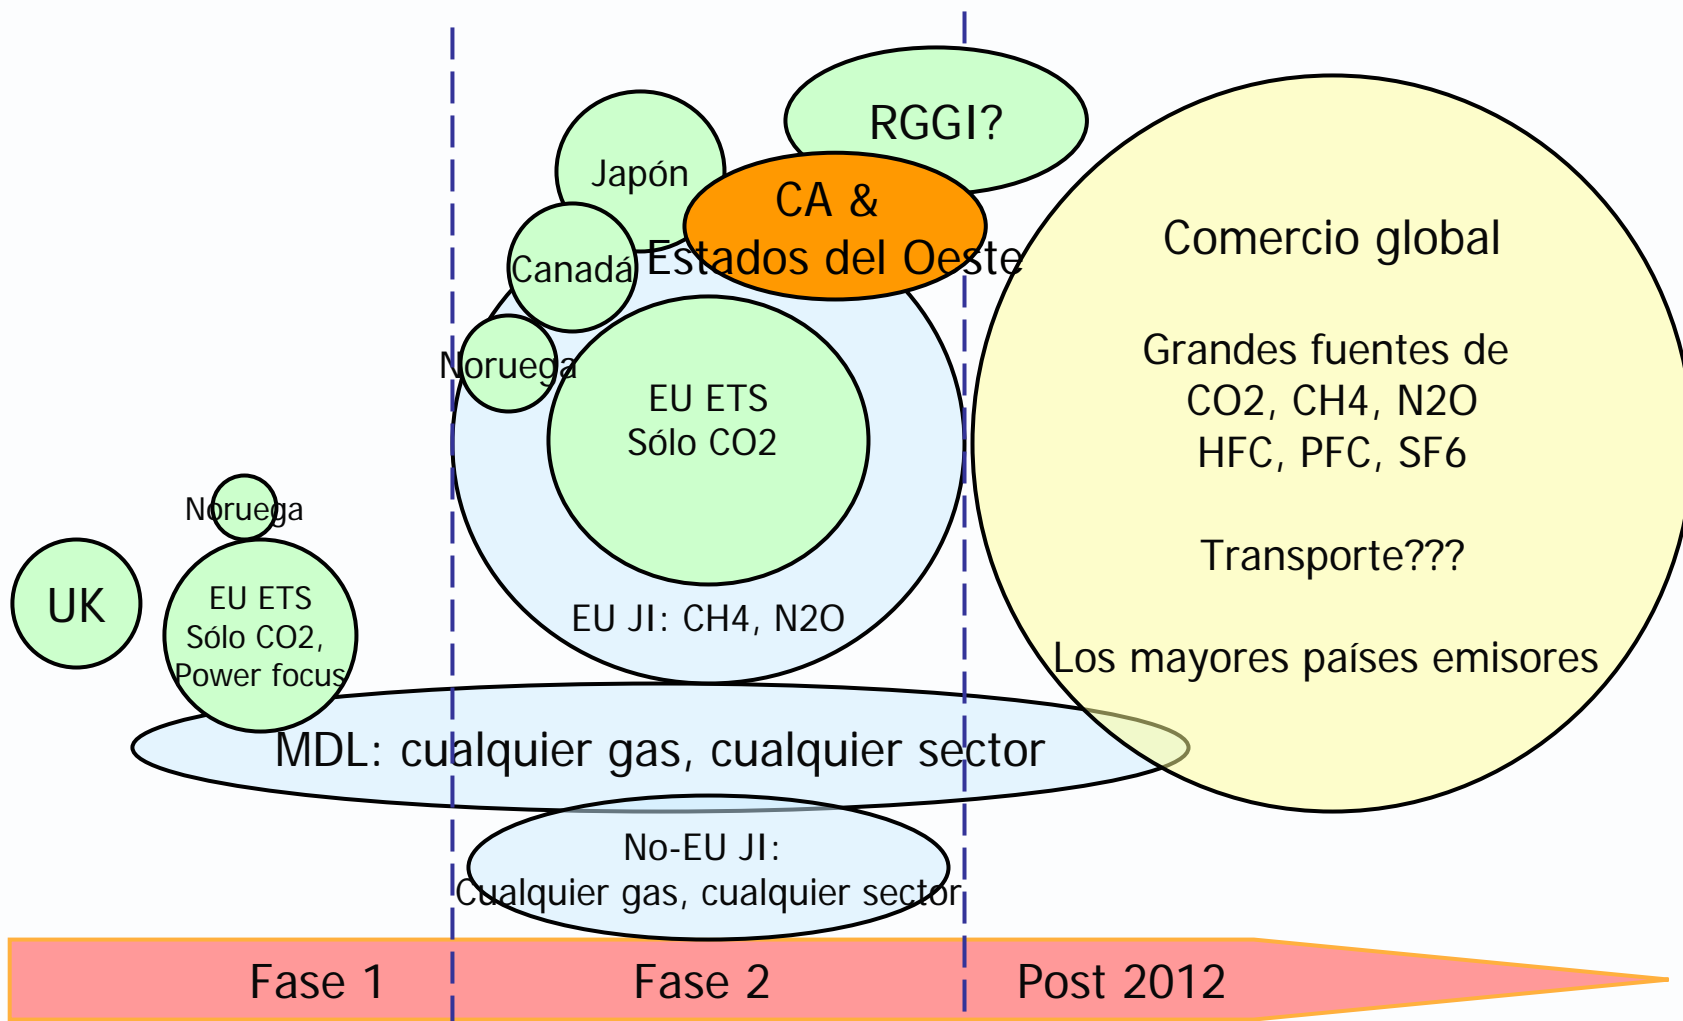 RGGI?
Japón
CA &
Estados del Oeste
Canadá
Noruega
EU ETS
Sólo CO2
EU JI: CH4, N2O
Noruega
UK
EU ETS
Sólo CO2,
Power focus
MDL: cualquier gas, cualquier sector
No-EU JI:
Cualquier gas, cualquier sector
Comercio global
Grandes fuentes de
CO2, CH4, N2O
HFC, PFC, SF6
Transporte???
Los mayores países emisores
Fase 1
Fase 2
Post 2012